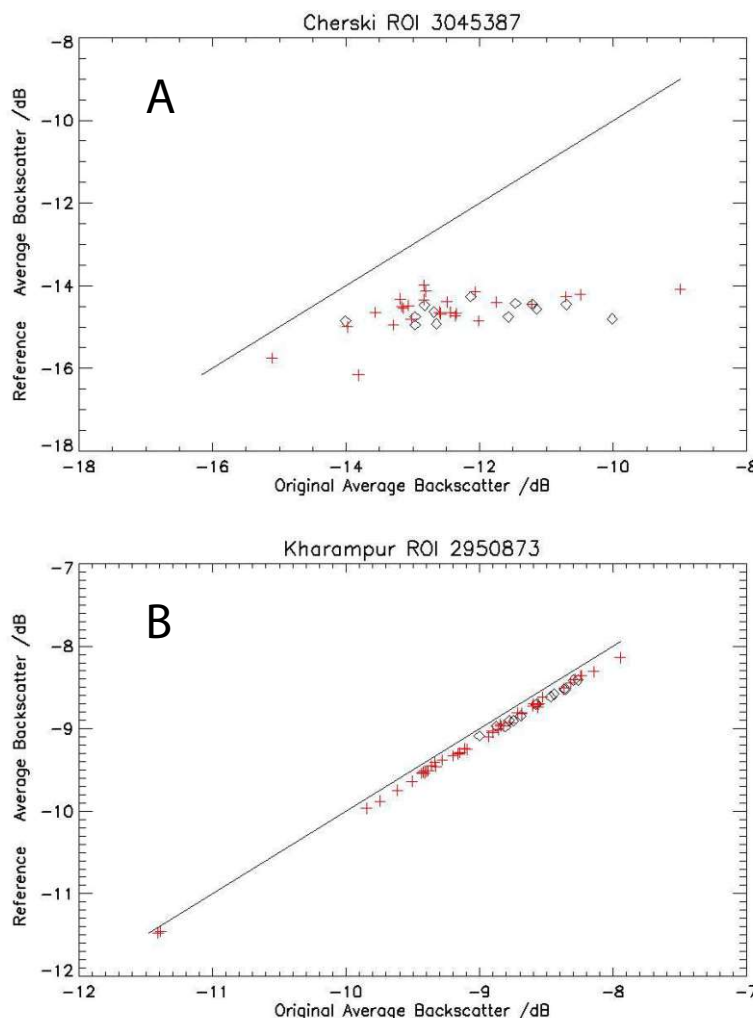 Cherski ROI 3045387
A
Reference Average Backscatter /dB
-8
-10
-12
-14
-16
-18
-18 -16 -14 -12 -10 -8
Original Average Backscatter /dB
Kharampur ROI 2950873
B
Reference Average Backscatter /dB
-7
-8
-9
-10
-11
-12
-12 -11 -10 -9 -8 -7
Original Average Backscatter /dB